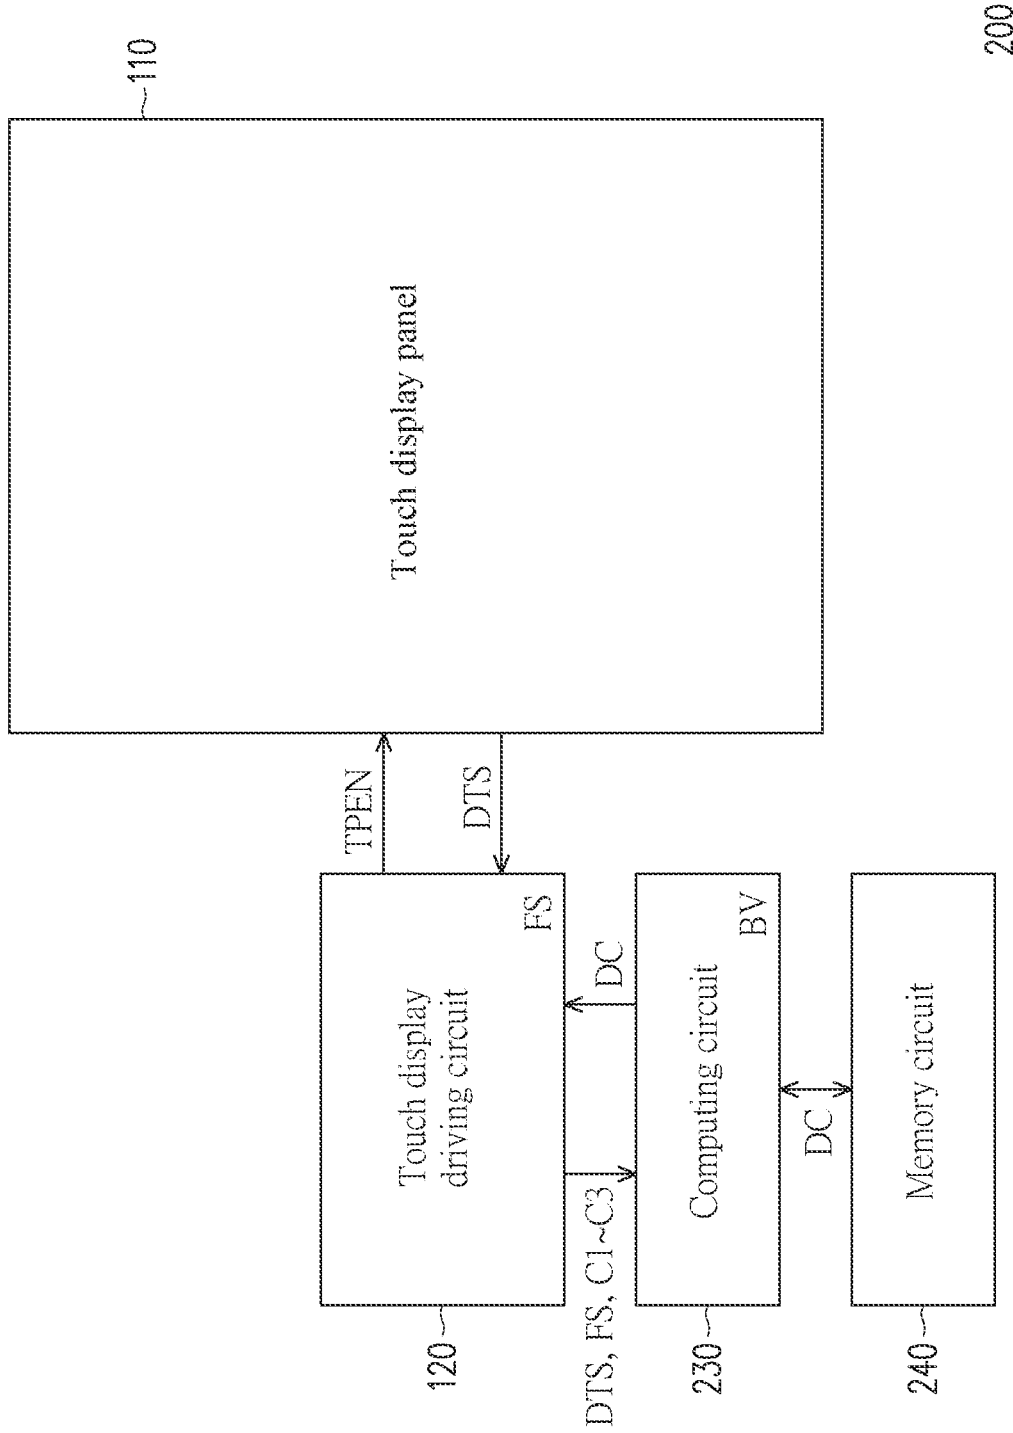 110
Touch display panel
TPEN
DTS
FS
Touch display
driving circuit
120
DC
DTS, FS, C1~C3
BV
Computing circuit
230
DC
Memory circuit
240
200